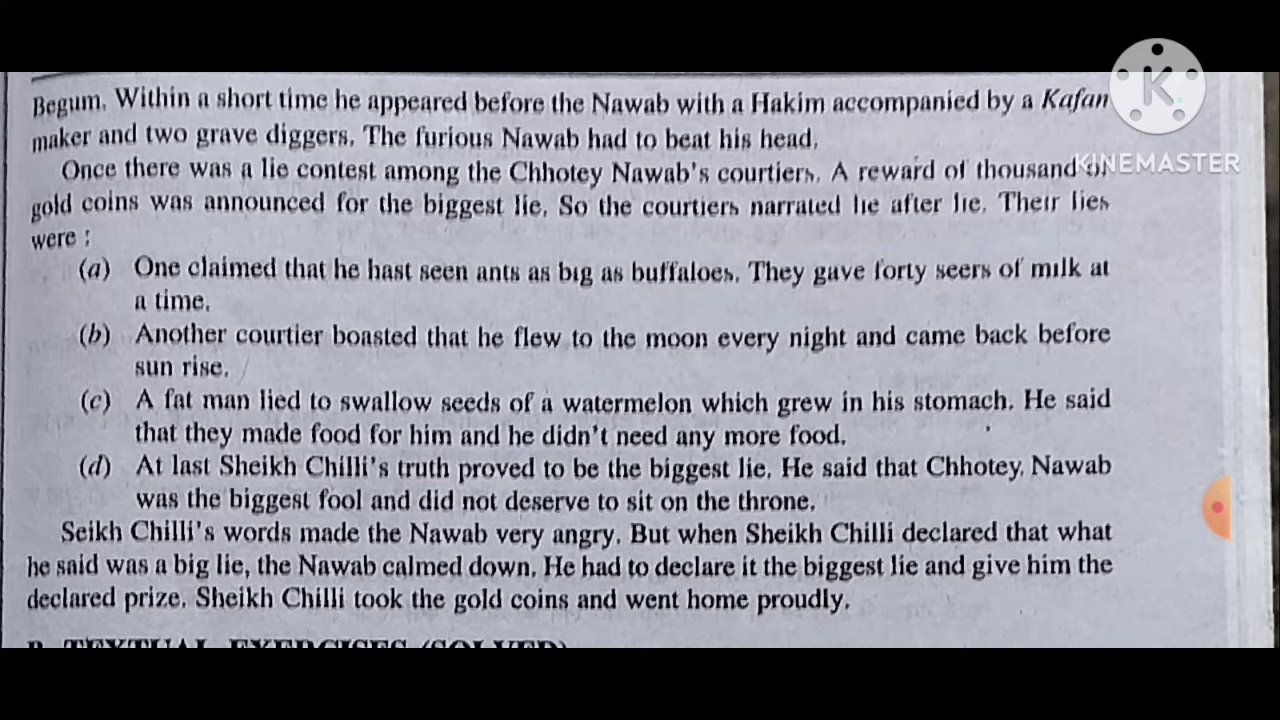 Begum. Within a short time he appeared before the Nawab with a Hakim accompanied by a Kafan
maker and two grave diggers. The furious Nawab had to beat his head.
Once there was a lie contest among the Chhotey Nawab's courtiers. A reward of thousand of
gold coins was announced for the biggest lie. So the courtiers narrated lie after lie. Their lies
were :
(a) One claimed that he hast seen ants as big as buffaloes. They gave forty seers of milk at
a time.
(b) Another courtier boasted that he flew to the moon every night and came back before
sun rise.
(c) A fat man lied to swallow seeds of a watermelon which grew in his stomach. He said
that they made food for him and he didn't need any more food.
(d) At last Sheikh Chilli's truth proved to be the biggest lie. He said that Chhotey, Nawab
was the biggest fool and did not deserve to sit on the throne.
Seikh Chilli's words made the Nawab very angry. But when Sheikh Chilli declared that what
he said was a big lie, the Nawab calmed down. He had to declare it the biggest lie and give him the
declared prize. Sheikh Chilli took the gold coins and went home proudly.
B. TEXTUAL EXERCISES (SOLVED)
K
KINEMASTER